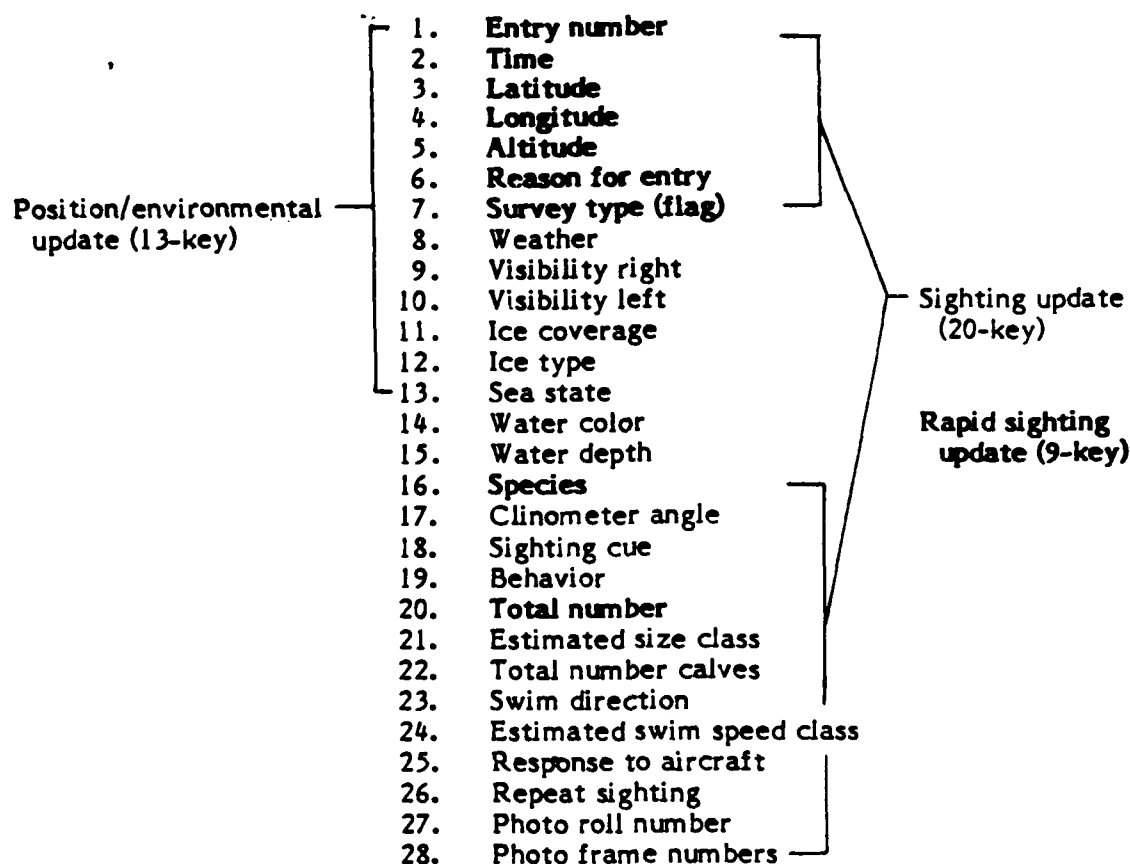 1. Entry number
2. Time
3. Latitude
4. Longitude
5. Altitude
6. Reason for entry
Position/environmental
update (13-key)
7. Survey type (flag)
8. Weather
9. Visibility right
10. Visibility left
11. Ice coverage
12. Ice type
13. Sea state
Sighting update
(20-key)
14. Water color
15. Water depth
Rapid sighting
update (9-key)
16. Species
17. Clinometer angle
18. Sighting cue
19. Behavior
20. Total number
21. Estimated size class
22. Total number calves
23. Swim direction
24. Estimated swim speed class
25. Response to aircraft
26. Repeat sighting
27. Photo roll number
28. Photo frame numbers